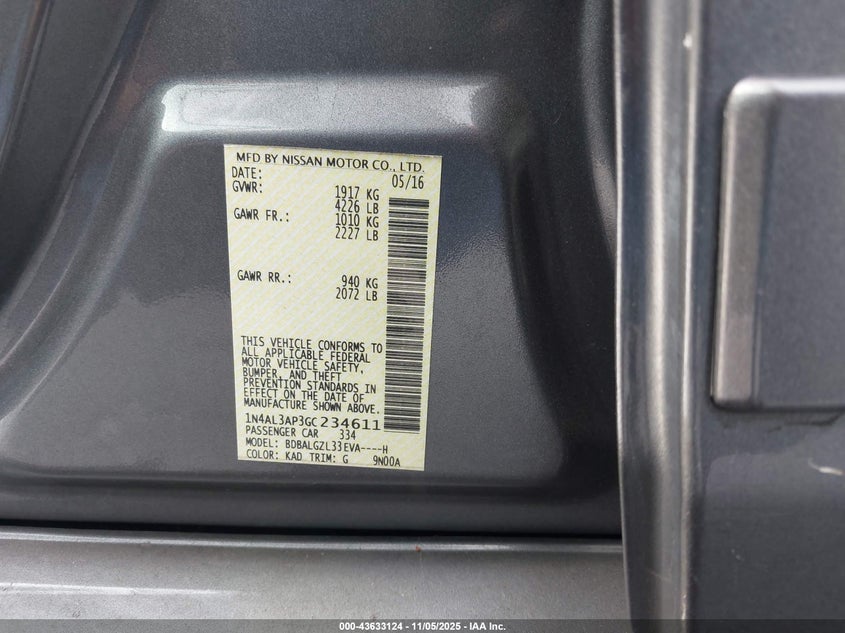 MFD BY NISSAN MOTOR CO., LTD.
DATE: 05/16
GVWR: 1917 KG
4226 LB
GAWR FR.: 1010 KG
2227 LB
GAWR RR.: 940 KG
2072 LB
THIS VEHICLE CONFORMS TO
ALL APPLICABLE FEDERAL
MOTOR VEHICLE SAFETY,
BUMPER, AND THEFT
PREVENTION STANDARDS IN
EFFECT ON THE DATE OF
MANUFACTURE SHOWN ABOVE.
1N4AL3AP3GC234611
PASSENGER CAR 334
MODEL: BDBALGZL33EVA----H
COLOR: KAD TRIM: G 9N00A
000-43633124 - 11/05/2025 - IAA Inc.